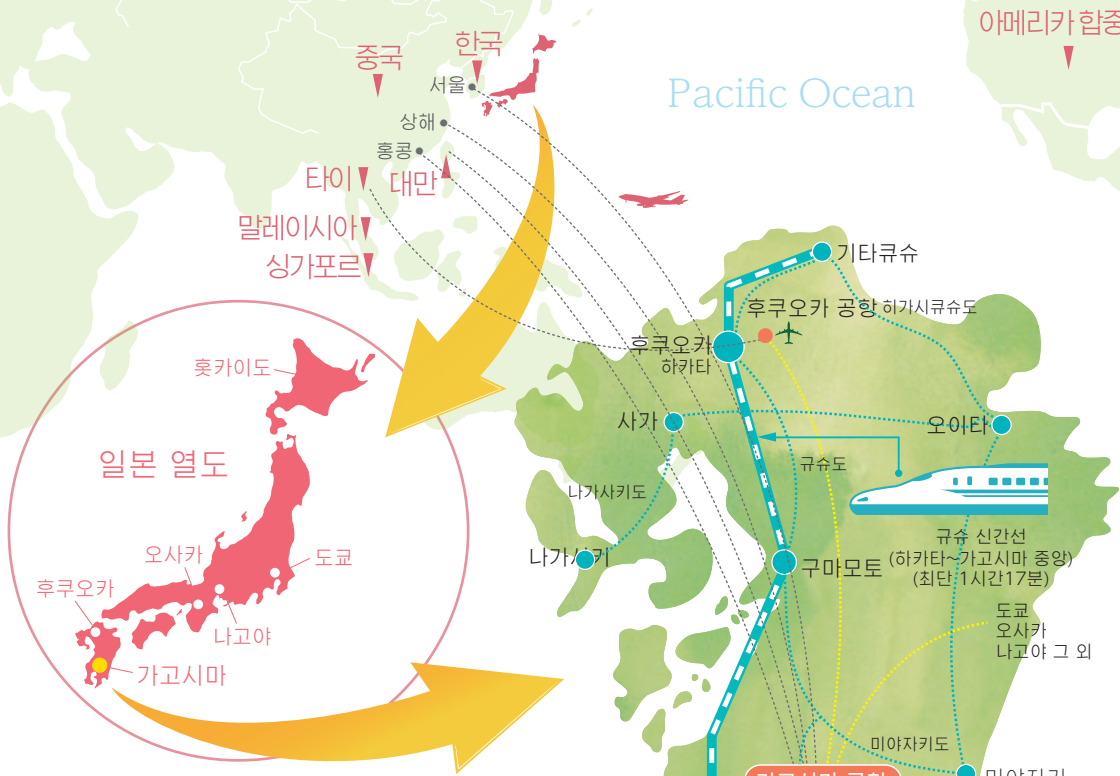 아메리카 합중
한국
중국
서울
Pacific Ocean
상해
홍콩
타이
대만
말레이시아
싱가포르
기타큐슈
후쿠오카 공항
히가시큐슈도
후쿠오카
하카타
홋카이도
사가
오이타
일본 열도
규슈도
나가사키도
규슈 신간선
(하카타~가고시마 중앙)
(최단 1시간17분)
오사카
도쿄
나가사키
구마모토
후쿠오카
나고야
가고시마
도쿄
오사카
나고야 그 외
미야자키도